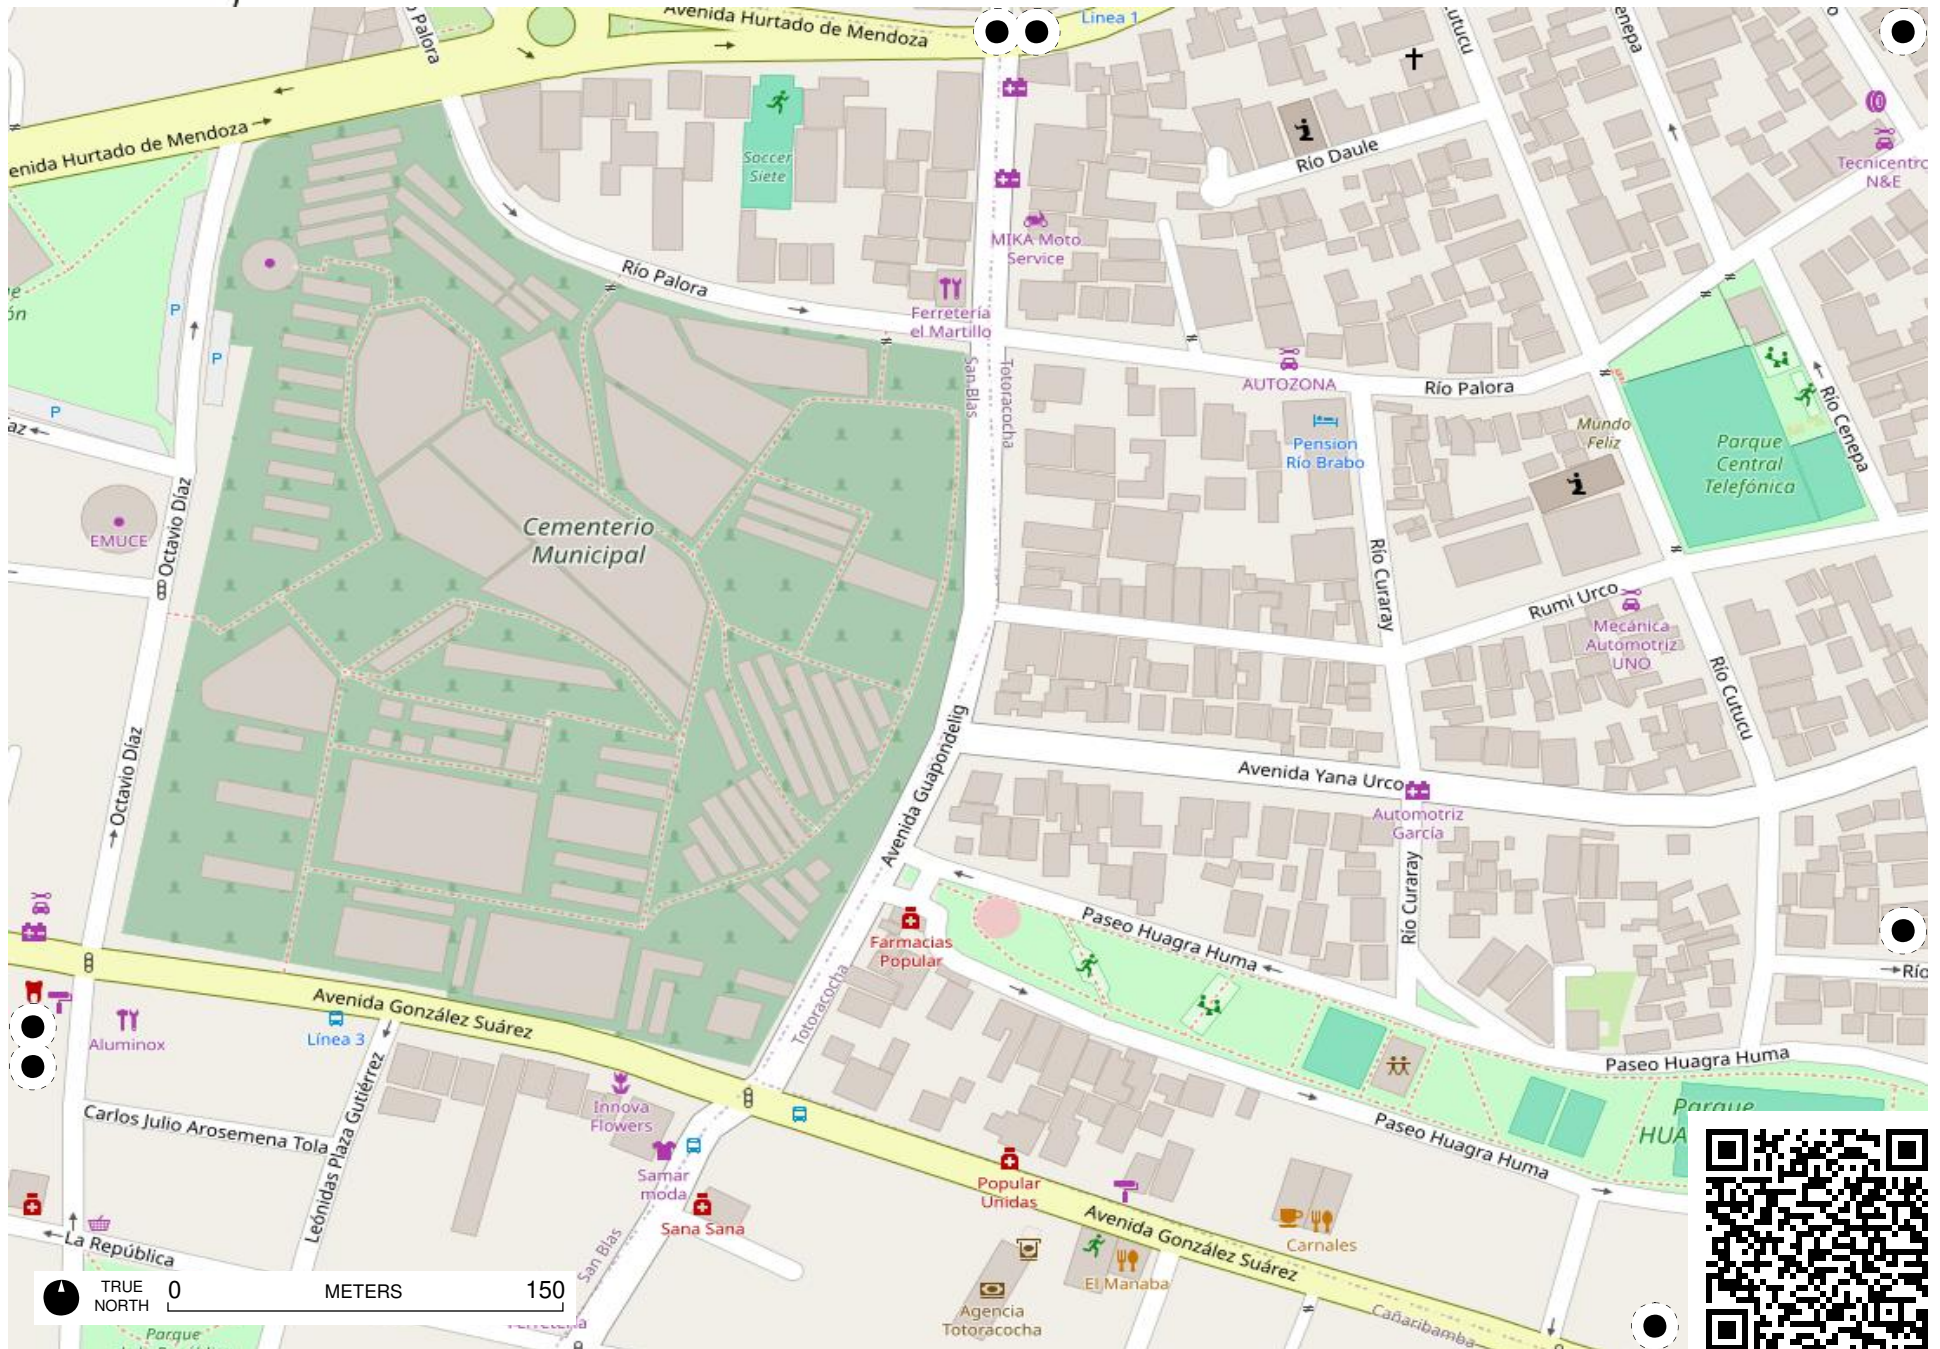 Avenida Hurtado de Mendoza
Línea 1
o Palora
Cutucu
enepa
enida Hurtado de Mendoza
Soccer
Siete
Río Daule
Tecnicentro
N&E
MIKA Moto
Service
Río Palora
Ferretería
el Martillo
P
P
P
San Blas
Totoracocha
AUTOZONA
Río Palora
Mundo
Feliz
Río Cenepa
az
Pension
Río Brabo
Parque
Central
Telefónica
Octavio Díaz
EMUCE
Cementerio
Municipal
Río Curaray
Rumi Urco
Mecánica
Automotriz
UNO
Río Cutucu
Octavio Díaz
Avenida Guapondelig
Avenida Yana Urco
Automotriz
García
Río Curaray
Paseo Huagra Huma
Farmacias
Popular
Totoracocha
Río
Avenida González Suárez
Aluminox
Línea 3
Paseo Huagra Huma
Carlos Julio Arosemena Tola
Leónidas Plaza Gutiérrez
Innova
Flowers
Parque
HUA
Paseo Huagra Huma
Samar
moda
Popular
Unidas
Sana Sana
Avenida González Suárez
Carnales
La República
San Blas
El Manaba
TRUE
NORTH
0 METERS 150
Agencia
Totoracocha
Ferretería
Cañaribamba
Parque